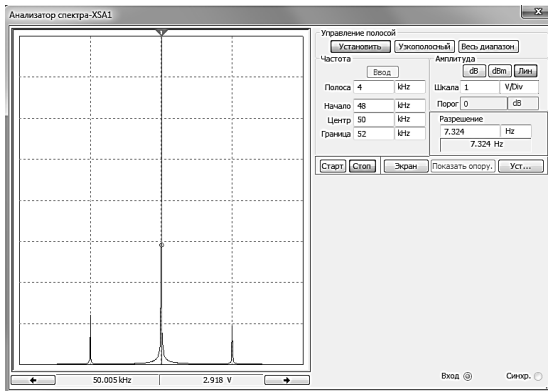 Анализатор спектра-XSA1
Управление полосой
Установить Узкополосный Весь диапазон
Частота Амплитуда
Ввод dB dBm Лин
Полоса 4 kHz Шкала 1 V/Div
Начало 48 kHz Порог 0 dB
Центр 50 kHz Разрешение
Граница 52 kHz 7.324 Hz
7.324 Hz
Старт Стоп Экран Показать опору. Уст...
50.005 kHz 2.918 V
Вход Синхр.